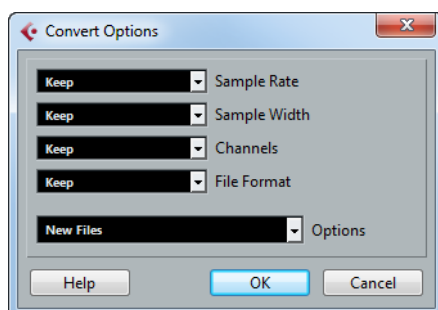 Convert Options
Keep Sample Rate
Keep Sample Width
Keep Channels
Keep File Format
New Files Options
Help OK Cancel